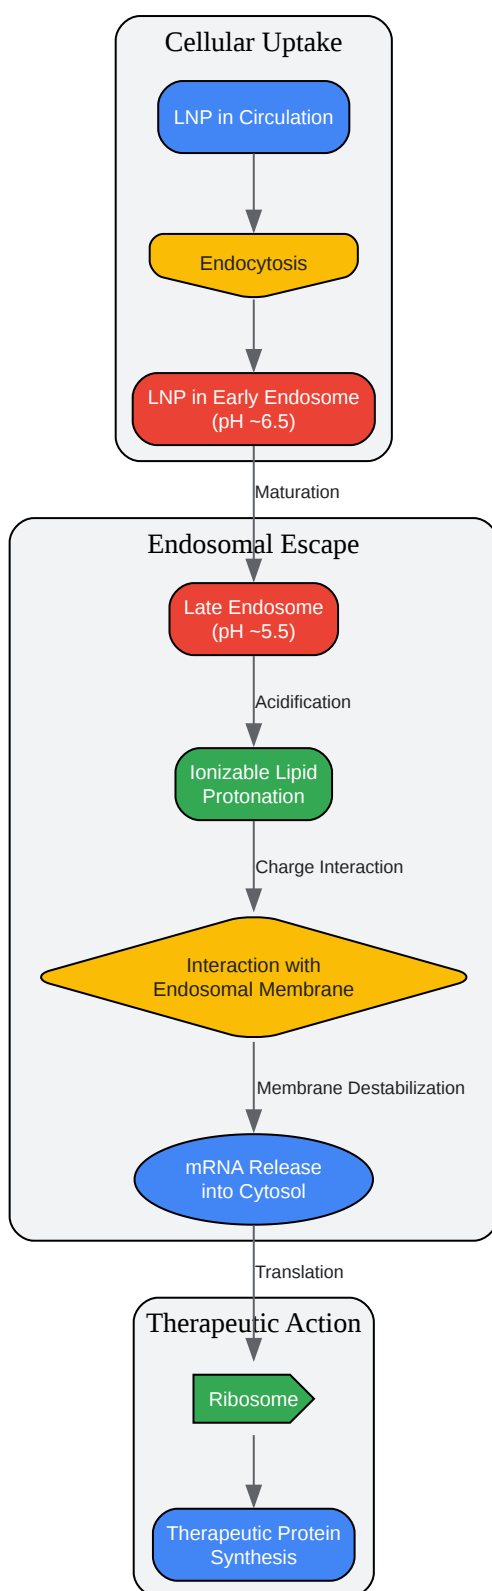 Cellular Uptake
LNP in Circulation
Endocytosis
LNP in Early Endosome
(pH ~6.5)
Maturation
Endosomal Escape
Late Endosome
(pH ~5.5)
Acidification
Ionizable Lipid
Protonation
Charge Interaction
Interaction with
Endosomal Membrane
Membrane Destabilization
mRNA Release
into Cytosol
Translation
Therapeutic Action
Ribosome
Therapeutic Protein
Synthesis